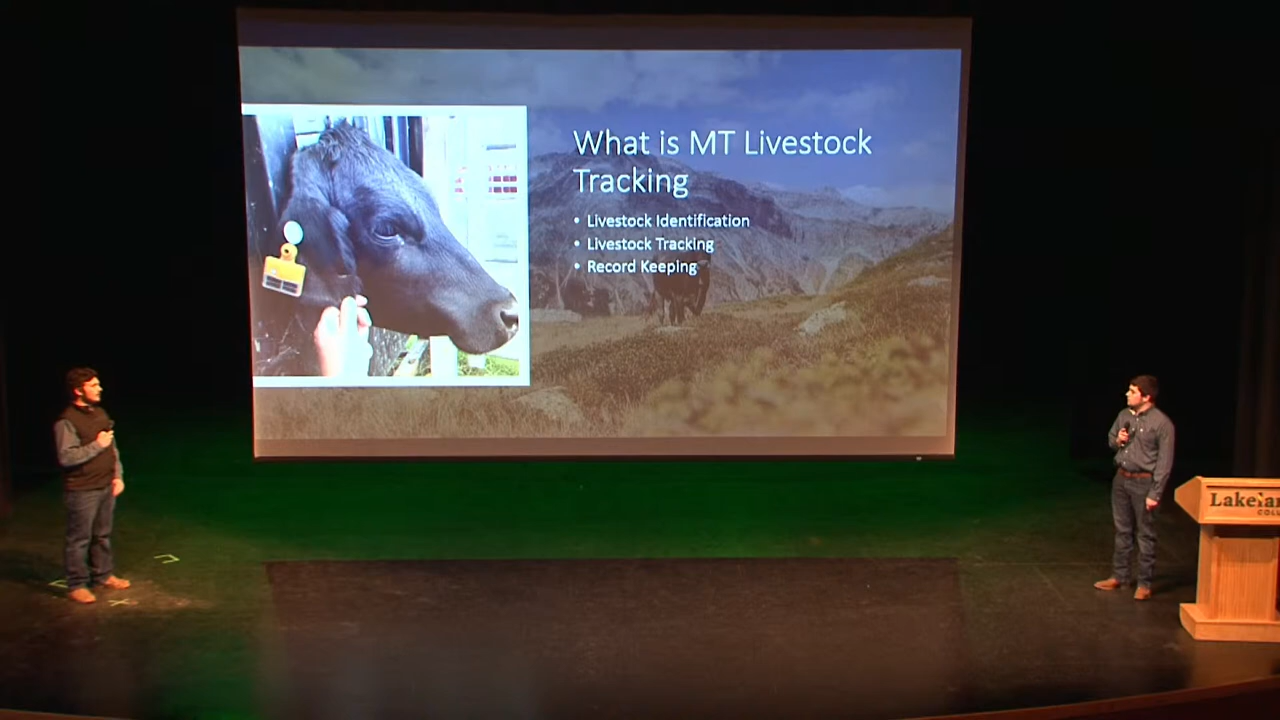 What is MT Livestock
Tracking
• Livestock Identification
• Livestock Tracking
• Record Keeping